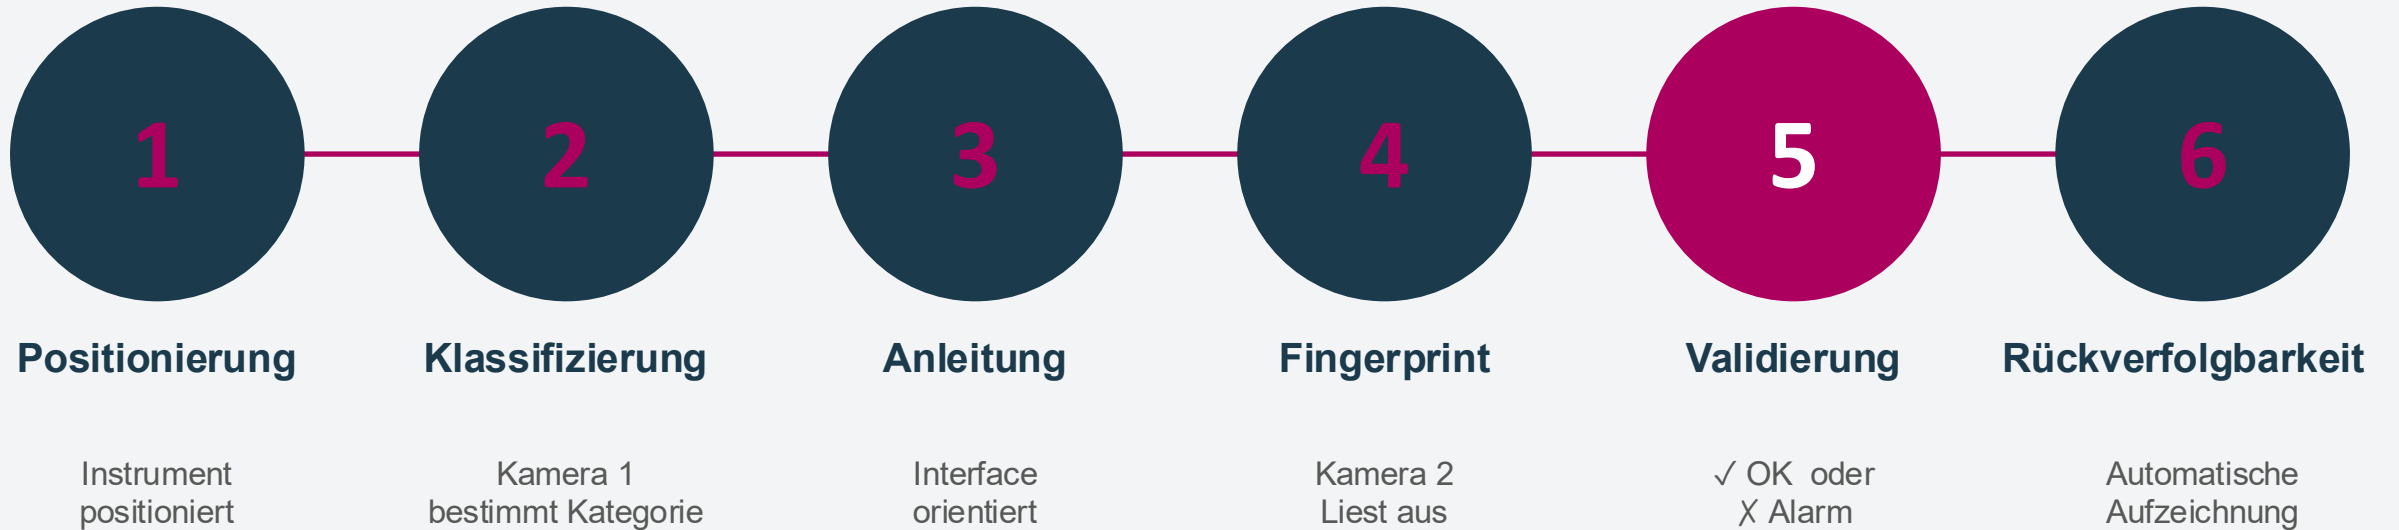 1
2
3
4
5
6
Positionierung
Klassifizierung
Anleitung
Fingerprint
Validierung
Rückverfolgbarkeit
Instrument
positioniert
Kamera 1
bestimmt Kategorie
Interface
orientiert
Kamera 2
Liest aus
✓ OK  oder
✗ Alarm
Automatische
Aufzeichnung